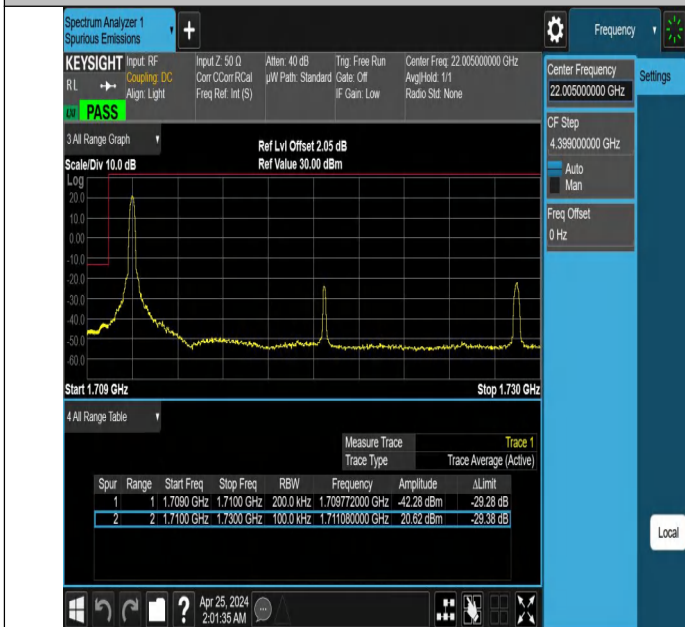 Spectrum Analyzer 1
Spurious Emissions
+
Frequency
KEYSIGHT
RL
PASS
Input: RF
Coupling: DC
Align: Light
Input Z: 50 Ω
Corr CCorr RCal
Freq Ref: Int (S)
Atten: 40 dB
µW Path: Standard
Trig: Free Run
Gate: Off
IF Gain: Low
Center Freq: 22.005000000 GHz
Avg|Hold: 1/1
Radio Std: None
Center Frequency
22.005000000 GHz
Settings
CF Step
4.399000000 GHz
Auto
Man
Freq Offset
0 Hz
3 All Range Graph
Ref Lvl Offset 2.05 dB
Scale/Div 10.0 dB
Ref Value 30.00 dBm
Log
20.0
10.0
0.00
-10.0
-20.0
-30.0
-40.0
-50.0
-60.0
Start 1.709 GHz
Stop 1.730 GHz
4 All Range Table
Measure Trace Trace 1
Trace Type Trace Average (Active)
Spur Range Start Freq Stop Freq RBW Frequency Amplitude ΔLimit
1 1 1.7090 GHz 1.7100 GHz 200.0 kHz 1.709772000 GHz -42.28 dBm -29.28 dB
2 2 1.7100 GHz 1.7300 GHz 100.0 kHz 1.711080000 GHz 20.62 dBm -29.38 dB
Local
?
Apr 25, 2024
2:01:35 AM